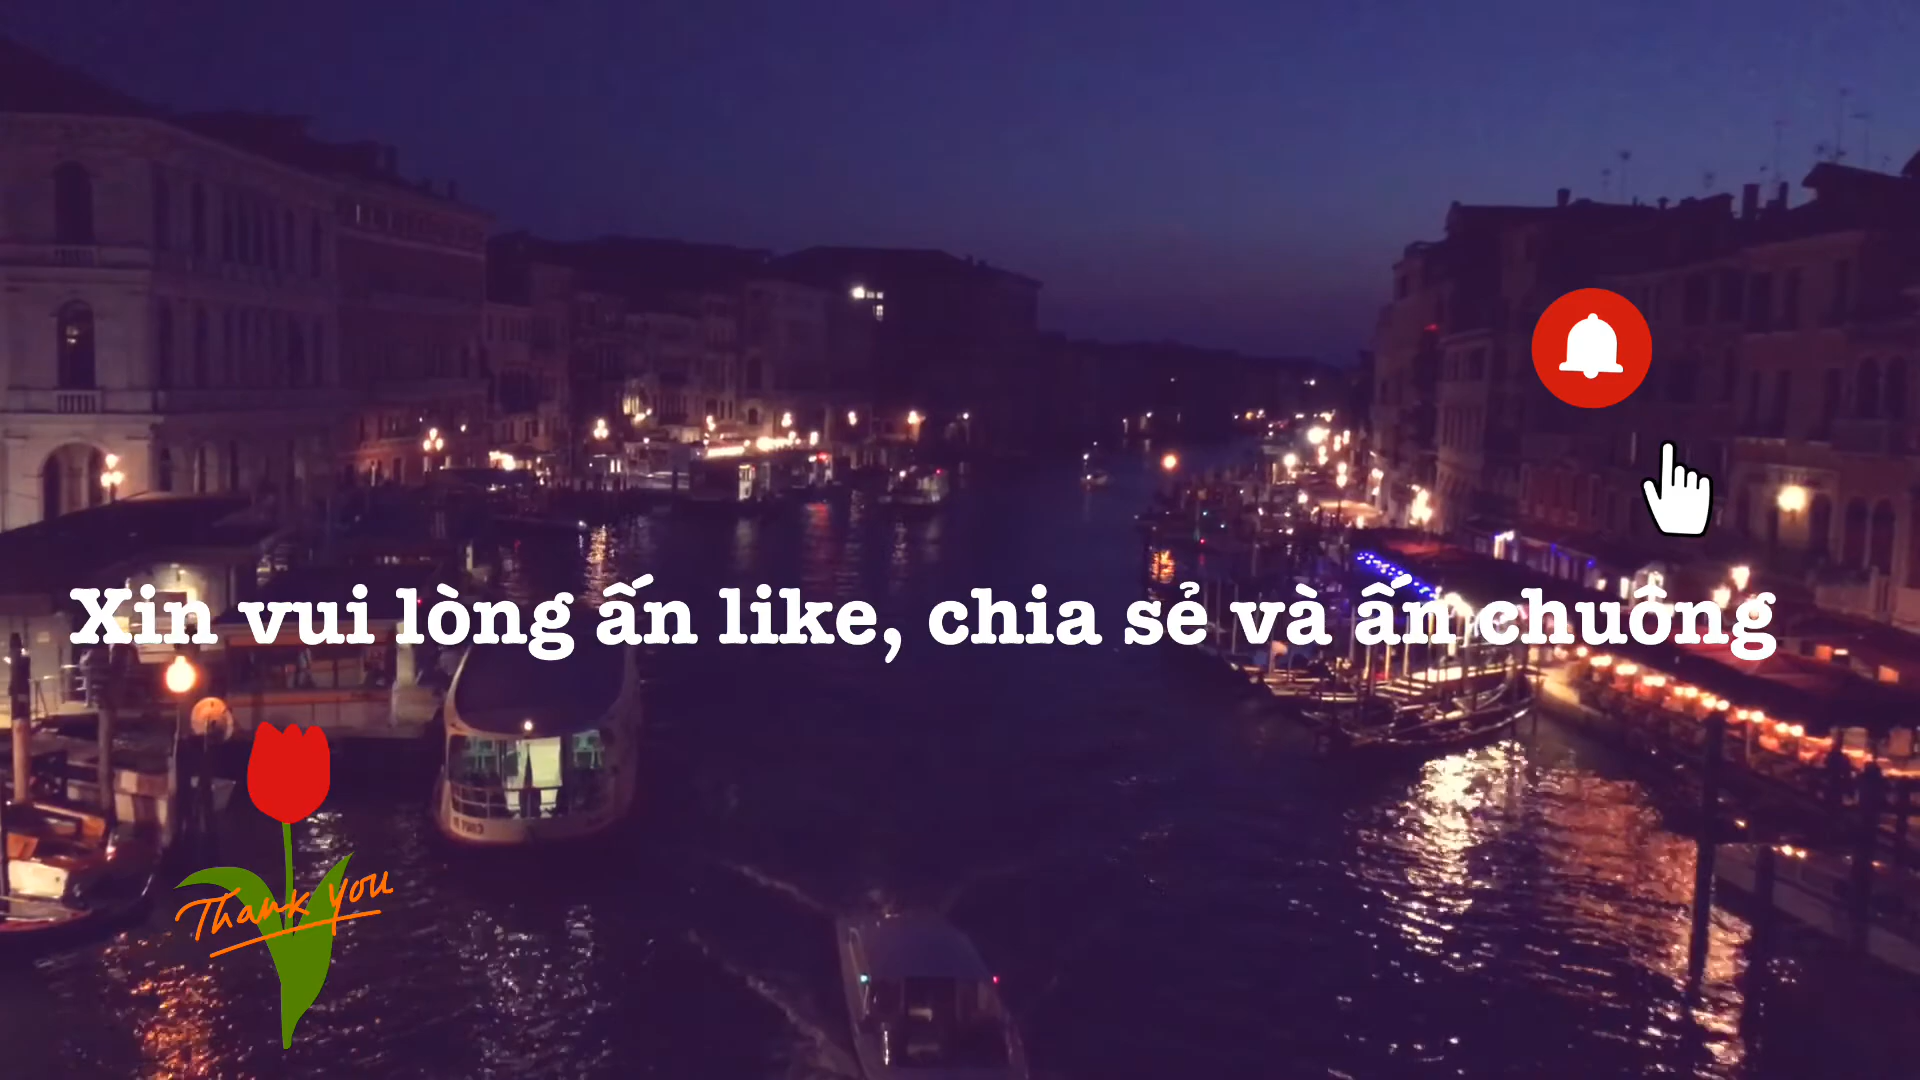 Xin vui lòng ấn like, chia sẻ và ấn chuông
Thank you